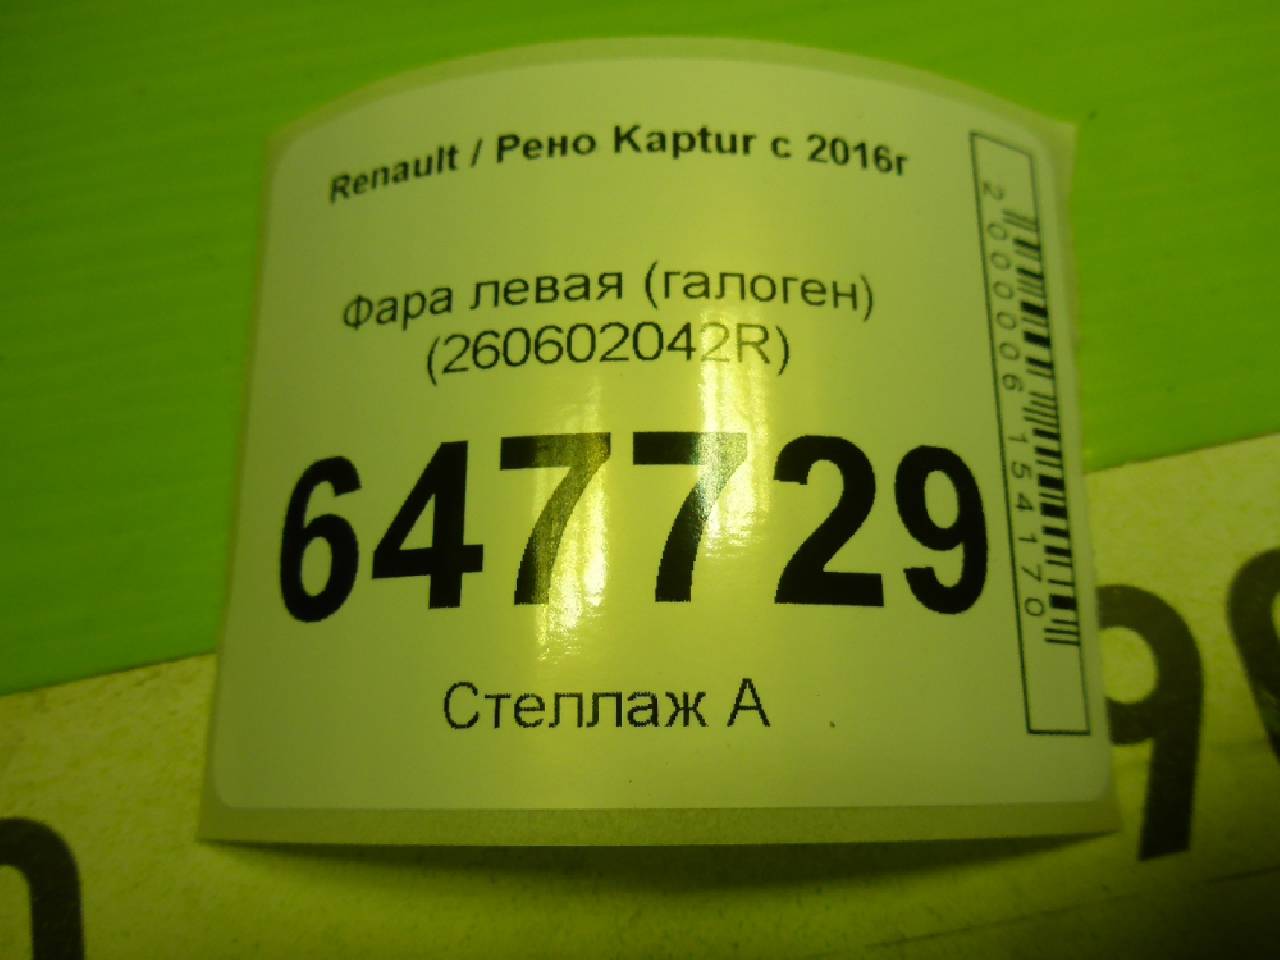 Renault / Рено Kaptur с 2016г
Фара левая (галоген)
(260602042R)
647729
Стеллаж А
2000006154170